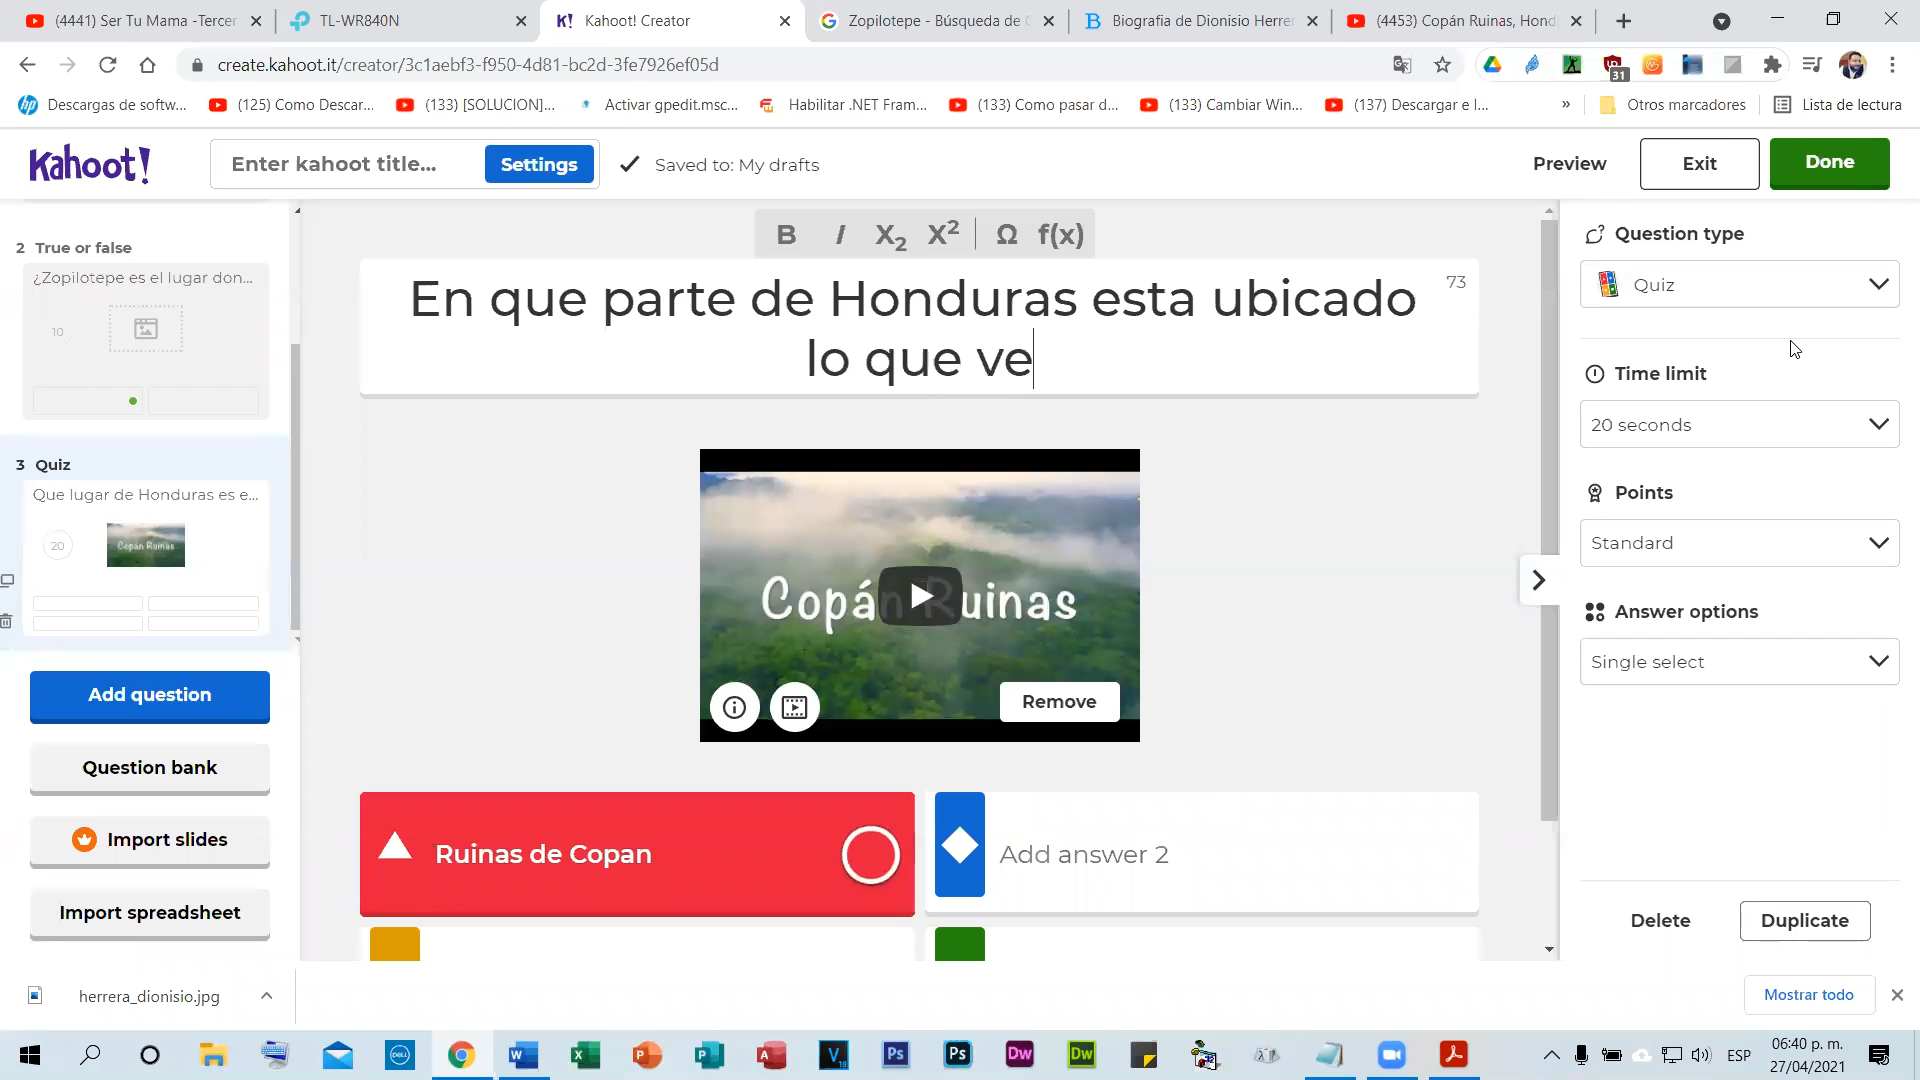 (4441) Ser Tu Mama -Tercer
TL-WR840N
Kahoot! Creator
Zopilotepe - Búsqueda de
Biografia de Dionisio Herre
(4453) Copán Ruinas, Hond
create.kahoot.it/creator/3c1aebf3-f950-4d81-bc2d-3fe7926ef05d
31
Descargas de softw...
(125) Como Descar...
(133) [SOLUCION]...
Activar gpedit.msc...
Habilitar .NET Fram...
(133) Como pasar d...
(133) Cambiar Win...
(137) Descargar e I...
»
Otros marcadores
Lista de lectura
Kahoot!
Enter kahoot title...
Settings
Saved to: My drafts
Preview
Exit
Done
2 True or false
¿Zopilotepe es el lugar don...
10
3 Quiz
Que lugar de Honduras es e...
20
Copán Ruinas
Add question
Question bank
Import slides
Import spreadsheet
B I X2 X2 Ω f(x)
En que parte de Honduras esta ubicado
lo que ve
73
Copán Ruinas
Remove
Ruinas de Copan
Add answer 2
Question type
Quiz
Time limit
20 seconds
Points
Standard
Answer options
Single select
Delete
Duplicate
herrera_dionisio.jpg
Mostrar todo
ESP
06:40 p. m.
27/04/2021